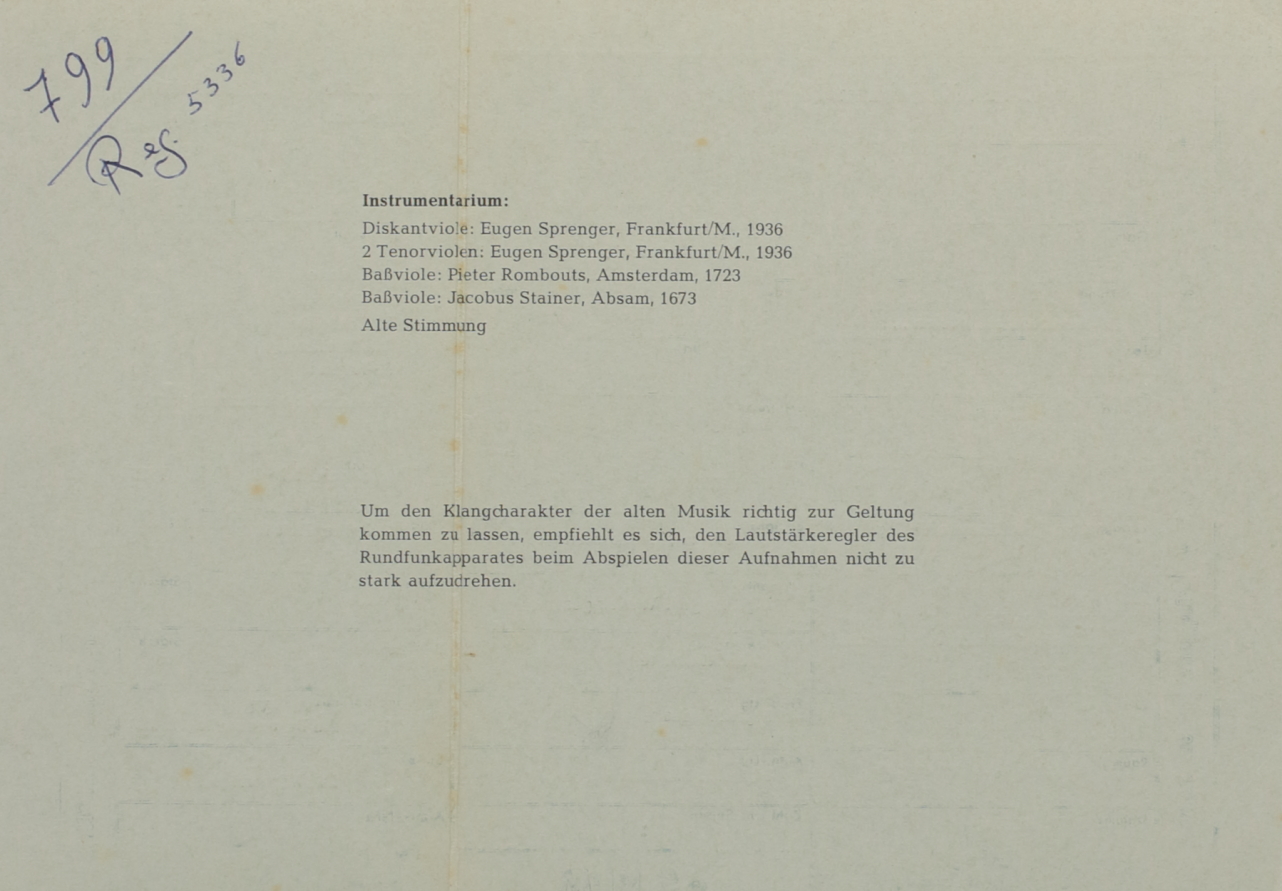 799
Reg. 5336
Instrumentarium:
Diskantviole: Eugen Sprenger, Frankfurt/M., 1936
2 Tenorviolen: Eugen Sprenger, Frankfurt/M., 1936
Baßviole: Pieter Rombouts, Amsterdam, 1723
Baßviole: Jacobus Stainer, Absam, 1673
Alte Stimmung
Um den Klangcharakter der alten Musik richtig zur Geltung
kommen zu lassen, empfiehlt es sich, den Lautstärkeregler des
Rundfunkapparates beim Abspielen dieser Aufnahmen nicht zu
stark aufzudrehen.